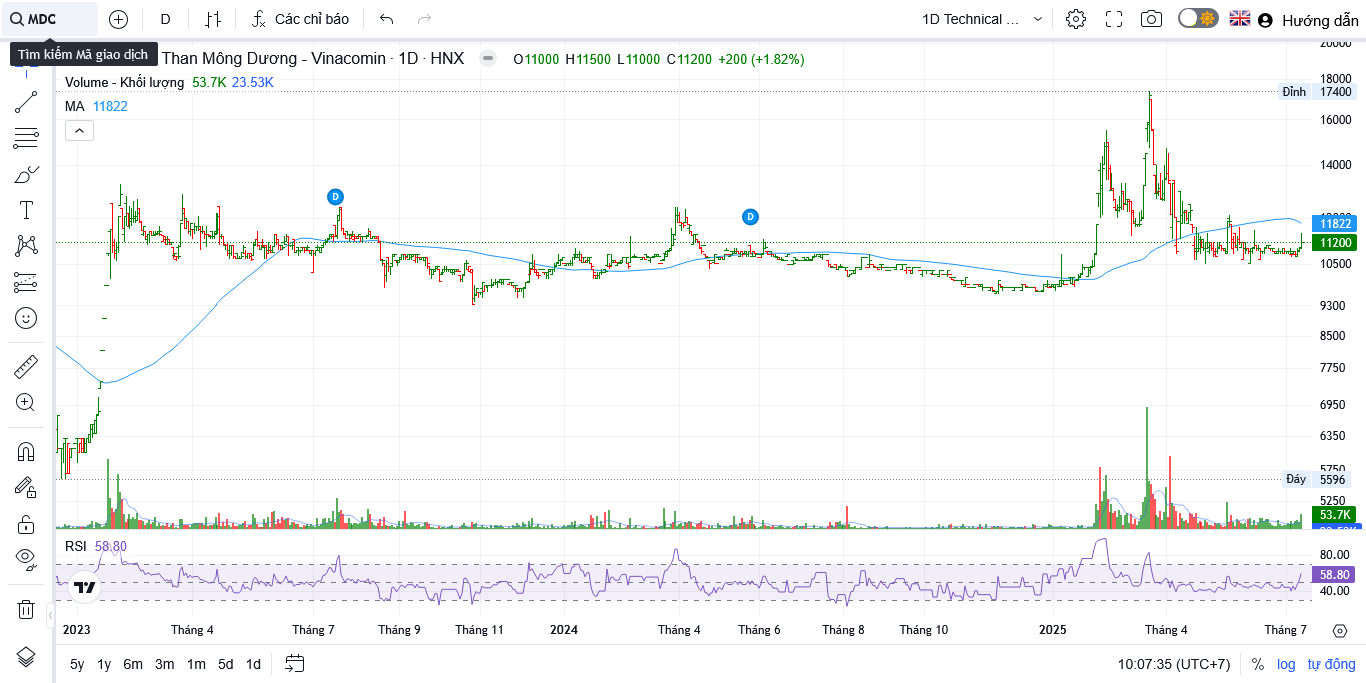 MDC
D
Các chỉ báo
1D Technical ...
Hướng dẫn
Tìm kiếm Mã giao dịch
Than Mông Dương - Vinacomin · 1D · HNX
O11000 H11500 L11000 C11200 +200 (+1.82%)
Volume - Khối lượng 53.7K 23.53K
MA 11822
20000
18000
Đỉnh 17400
16000
14000
D
D
11822
11200
10500
9300
8500
7750
6950
6350
5750
Đáy 5596
5250
53.7K
RSI 58.80
80.00
58.80
40.00
2023 Tháng 4 Tháng 7 Tháng 9 Tháng 11 2024 Tháng 4 Tháng 6 Tháng 8 Tháng 10 2025 Tháng 4 Tháng 7
5y 1y 6m 3m 1m 5d 1d
10:07:35 (UTC+7) % log tự động